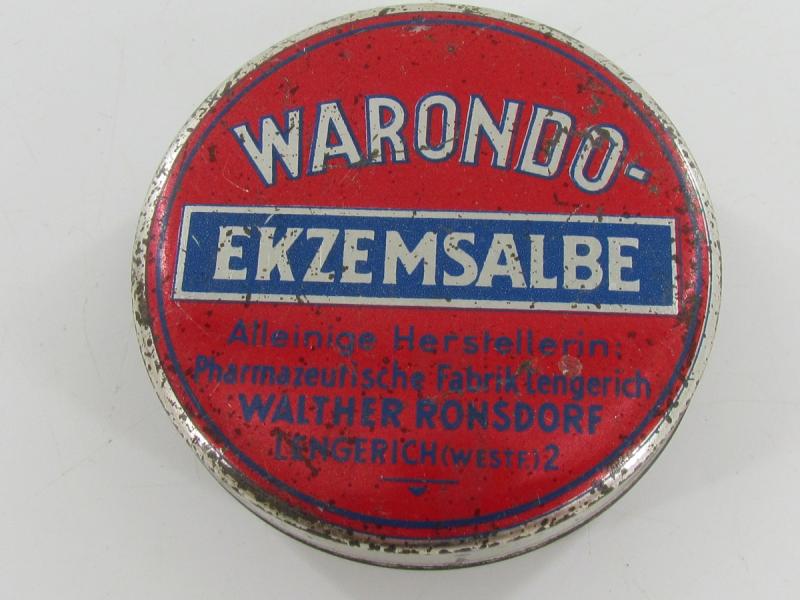 WARONDO-
EKZEMSALBE
Alleinige Herstellerin:
Pharmazeutische Fabrik Lengerich
WALTHER RONSDORF
LENGERICH (WESTF.) 2